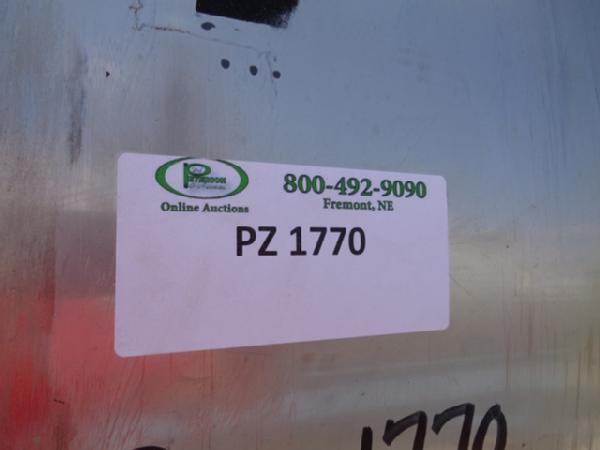 800-492-9090
Online Auctions
Fremont, NE
PZ 1770
1770